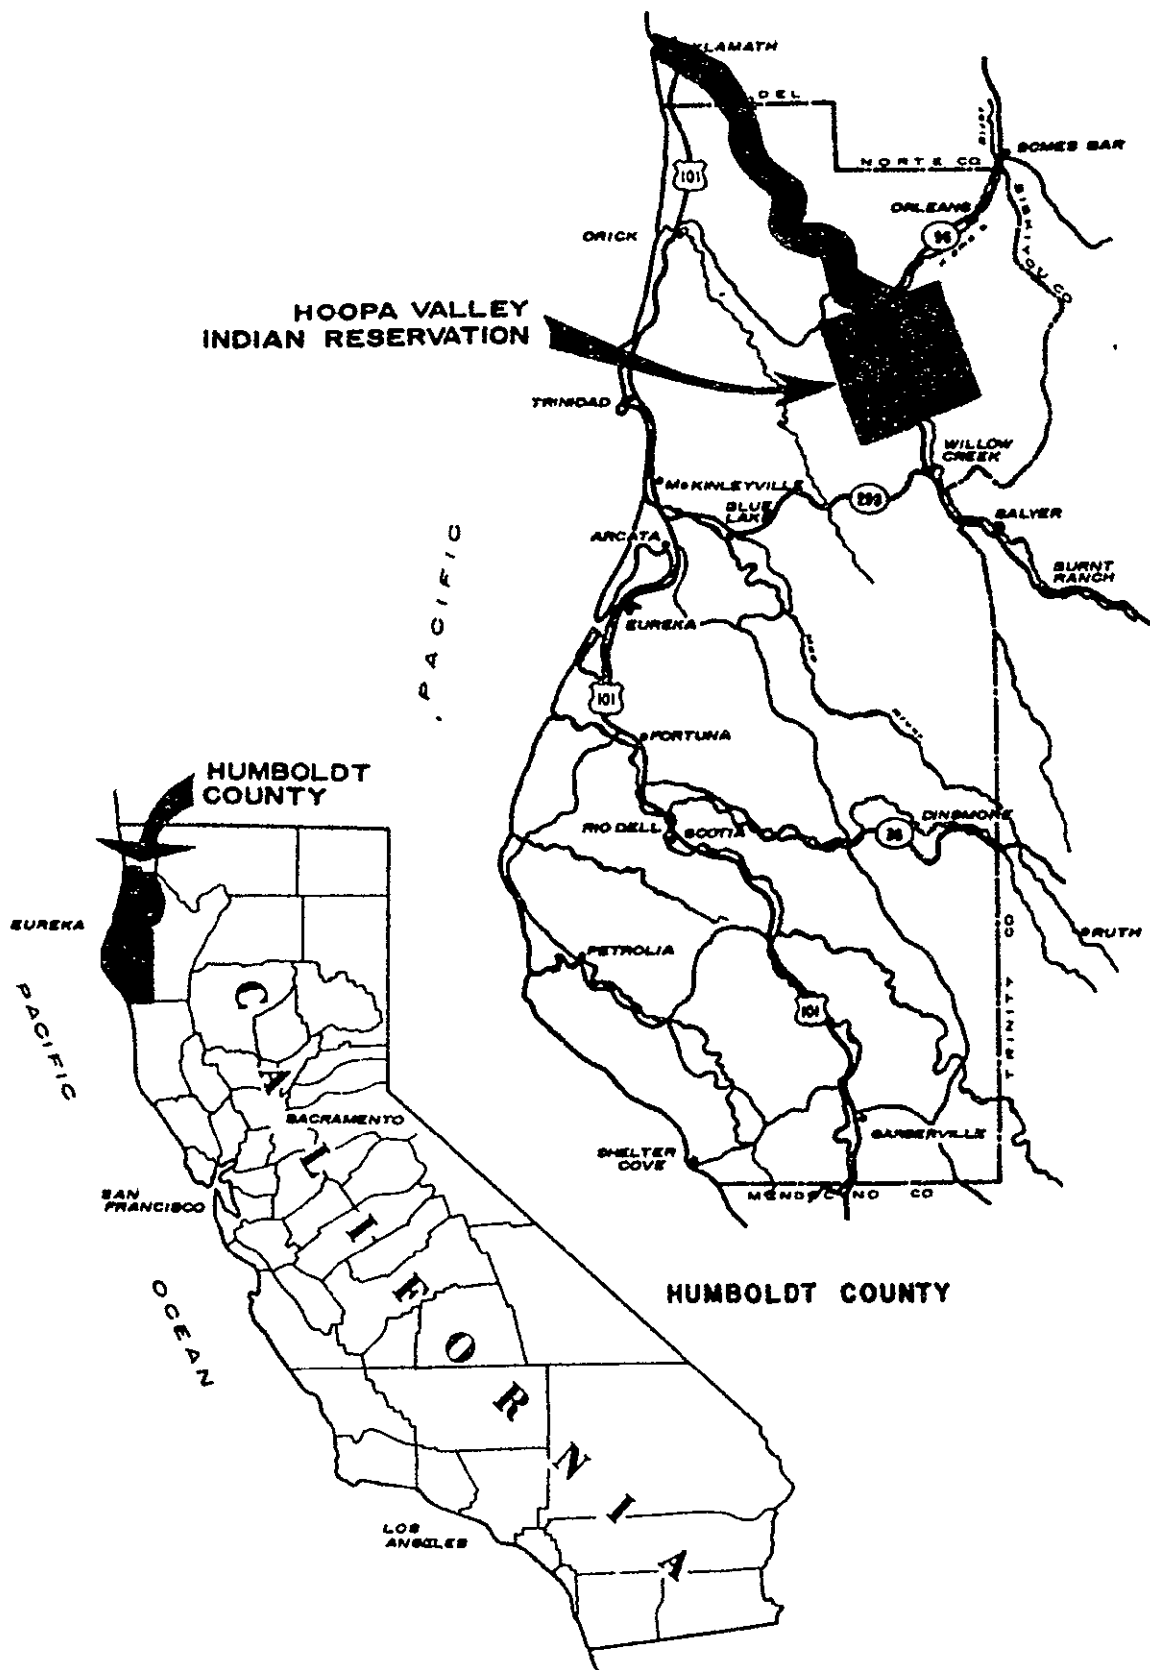 KLAMATH
DEL
NORTE CO
SOMES BAR
101
ORLEANS
96
SISKIYOU CO
ORICK
HOOPA VALLEY
INDIAN RESERVATION
TRINIDAD
WILLOW
CREEK
McKINLEYVILLE
299
BLUE
LAKE
SALYER
ARCATA
BURNT
RANCH
EUREKA
PACIFIC
101
RIVER
FORTUNA
HUMBOLDT
COUNTY
DINSMORE
RIO DELL
SCOTIA
36
EUREKA
RUTH
PETROLIA
TRINITY CO
101
PACIFIC
SACRAMENTO
GARBERVILLE
SHELTER
COVE
SAN
FRANCISCO
MENDOCINO CO
OCEAN
HUMBOLDT COUNTY
CALIFORNIA
LOS
ANGELES